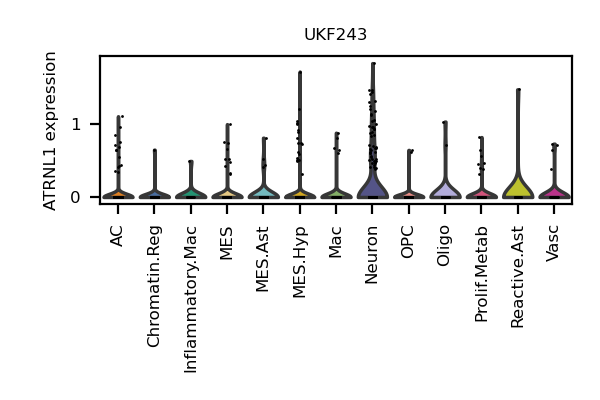 UKF243
ATRNL1 expression
1
0
AC
Chromatin.Reg
Inflammatory.Mac
MES
MES.Ast
MES.Hyp
Mac
Neuron
OPC
Oligo
Prolif.Metab
Reactive.Ast
Vasc